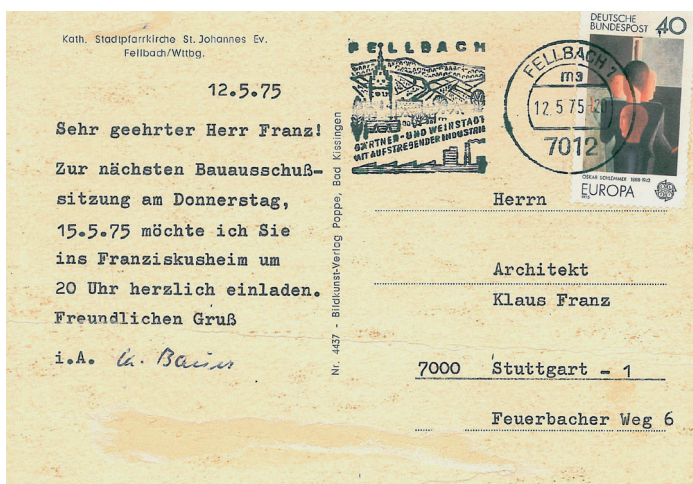 Kath. Stadtpfarrkirche St. Johannes Ev.
Fellbach/Wttbg.
12.5.75
Sehr geehrter Herr Franz!
Zur nächsten Bauausschuß-
sitzung am Donnerstag,
15.5.75 möchte ich Sie
ins Franziskusheim um
20 Uhr herzlich einladen.
Freundlichen Gruß
i.A.
Nr. 4437 - Bildkunst-Verlag Poppe, Bad Kissingen
FELLBACH
GÄRTNER-UND WEINSTADT
MIT AUFSTREBENDER INDUSTRIE
FELLBACH 1
ma
12.5.75-20
7012
DEUTSCHE
BUNDESPOST 40
OSKAR SCHLEMMER 1888-1943
EUROPA
Herrn
Architekt
Klaus Franz
7000 Stuttgart - 1
Feuerbacher Weg 6